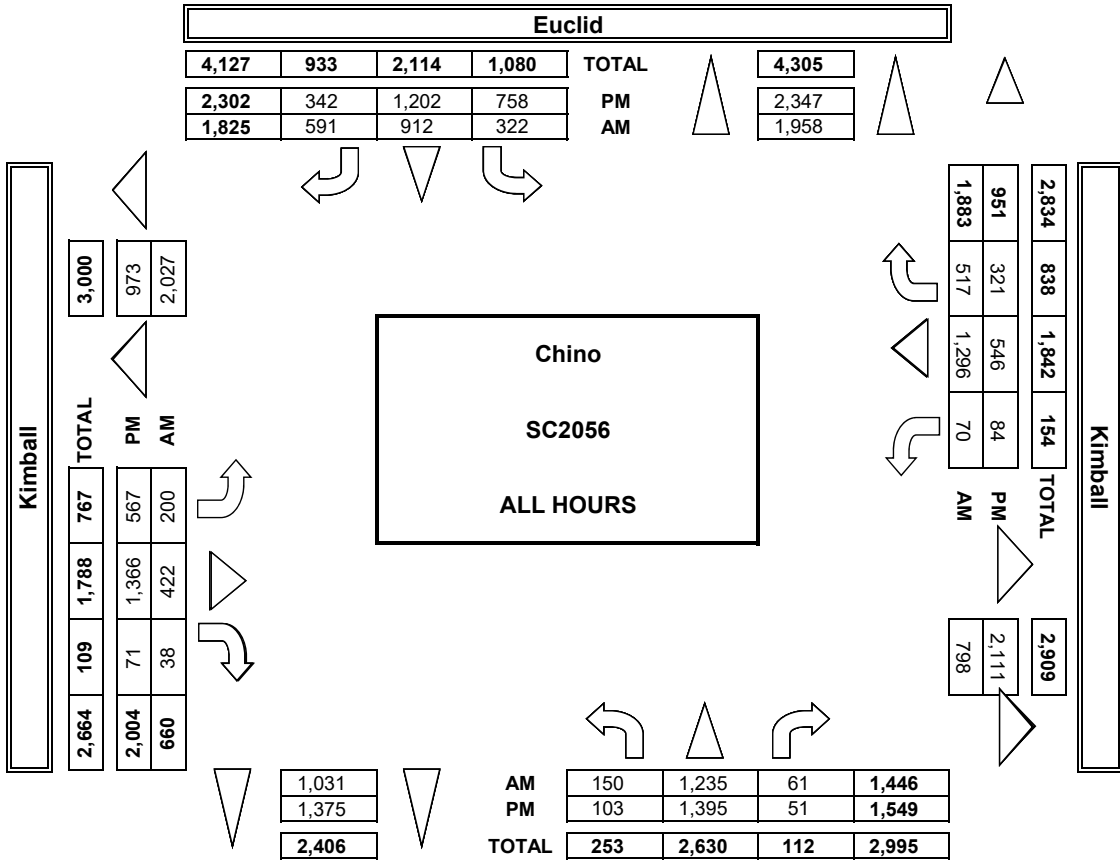 Euclid
4,127 933 2,114 1,080 TOTAL 4,305
2,302 342 1,202 758 PM 2,347
1,825 591 912 322 AM 1,958
Kimball
3,000
973
2,027
TOTAL 767 1,788 109 2,664
PM 567 1,366 71 2,004
AM 200 422 38 660
Chino
SC2056
ALL HOURS
2,834 838 1,842 154 TOTAL
951 321 546 84 PM
1,883 517 1,296 70 AM
2,909
2,111
798
Kimball
1,031 AM 150 1,235 61 1,446
1,375 PM 103 1,395 51 1,549
2,406 TOTAL 253 2,630 112 2,995